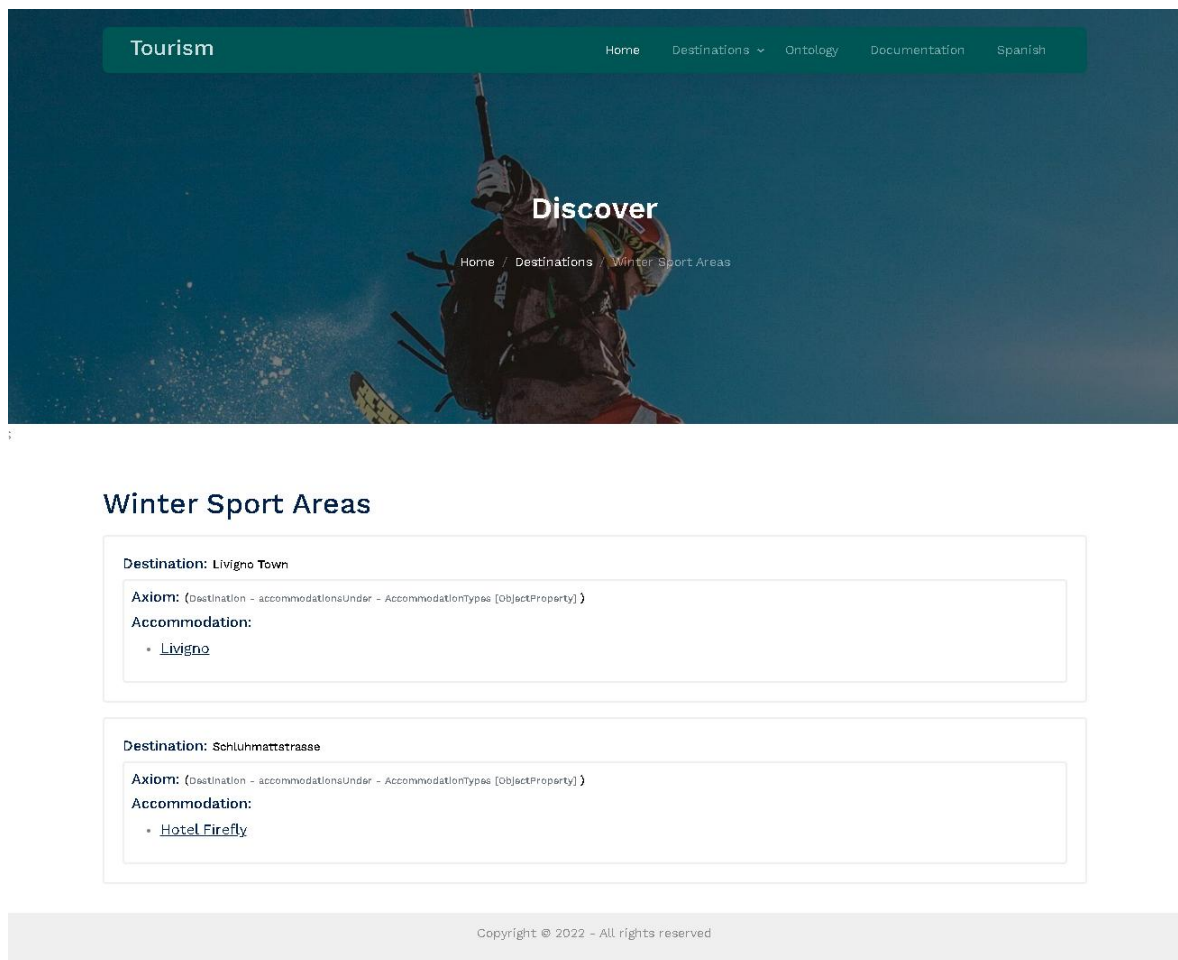 Tourism
Home Destinations Ontology Documentation Spanish
Discover
Home / Destinations / Winter Sport Areas
ABS
;
Winter Sport Areas
Destination: Livigno Town
Axiom: (Destination - accommodationsUnder - AccommodationTypes [ObjectProperty] )
Accommodation:
• Livigno
Destination: Schluhmattstrasse
Axiom: (Destination - accommodationsUnder - AccommodationTypes [ObjectProperty] )
Accommodation:
• Hotel Firefly
Copyright © 2022 - All rights reserved